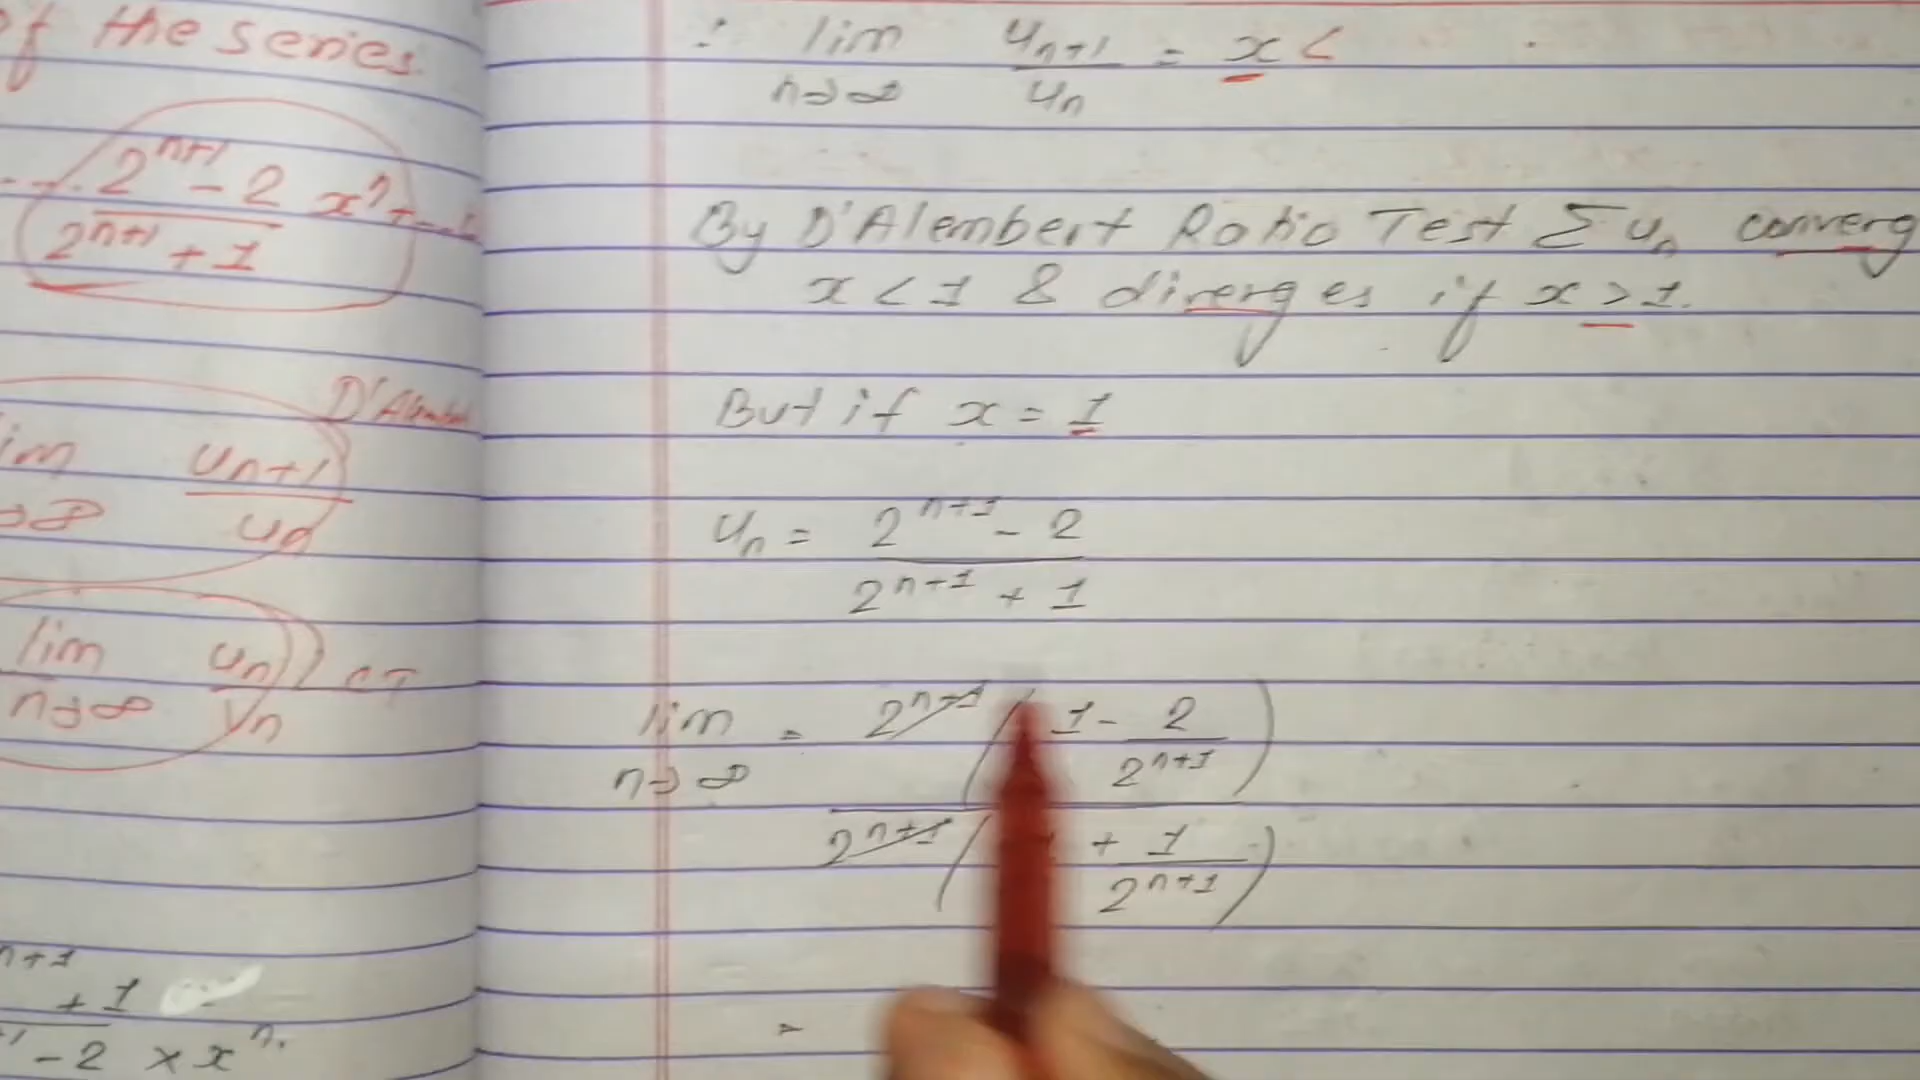 of the series.
... 2^{n+1} - 2 x^n + ...
2^{n+1} + 1
D'Alembert
lim u_{n+1}
→∞ u_n
lim u_n
n→∞ v_n
n+1
+ 1
- 2 × x^n.
∴ lim u_{n+1} = x <
n→∞ u_n
By D'Alembert Ratio Test Σ u_n converg
x < 1 & diverges if x > 1.
But if x = 1
u_n = 2^{n+1} - 2
2^{n+1} + 1
lim = 2^{n+1} ( 1 - 2
n→∞ 2^{n+1} )
2^{n+1} ( + 1
2^{n+1} )
=